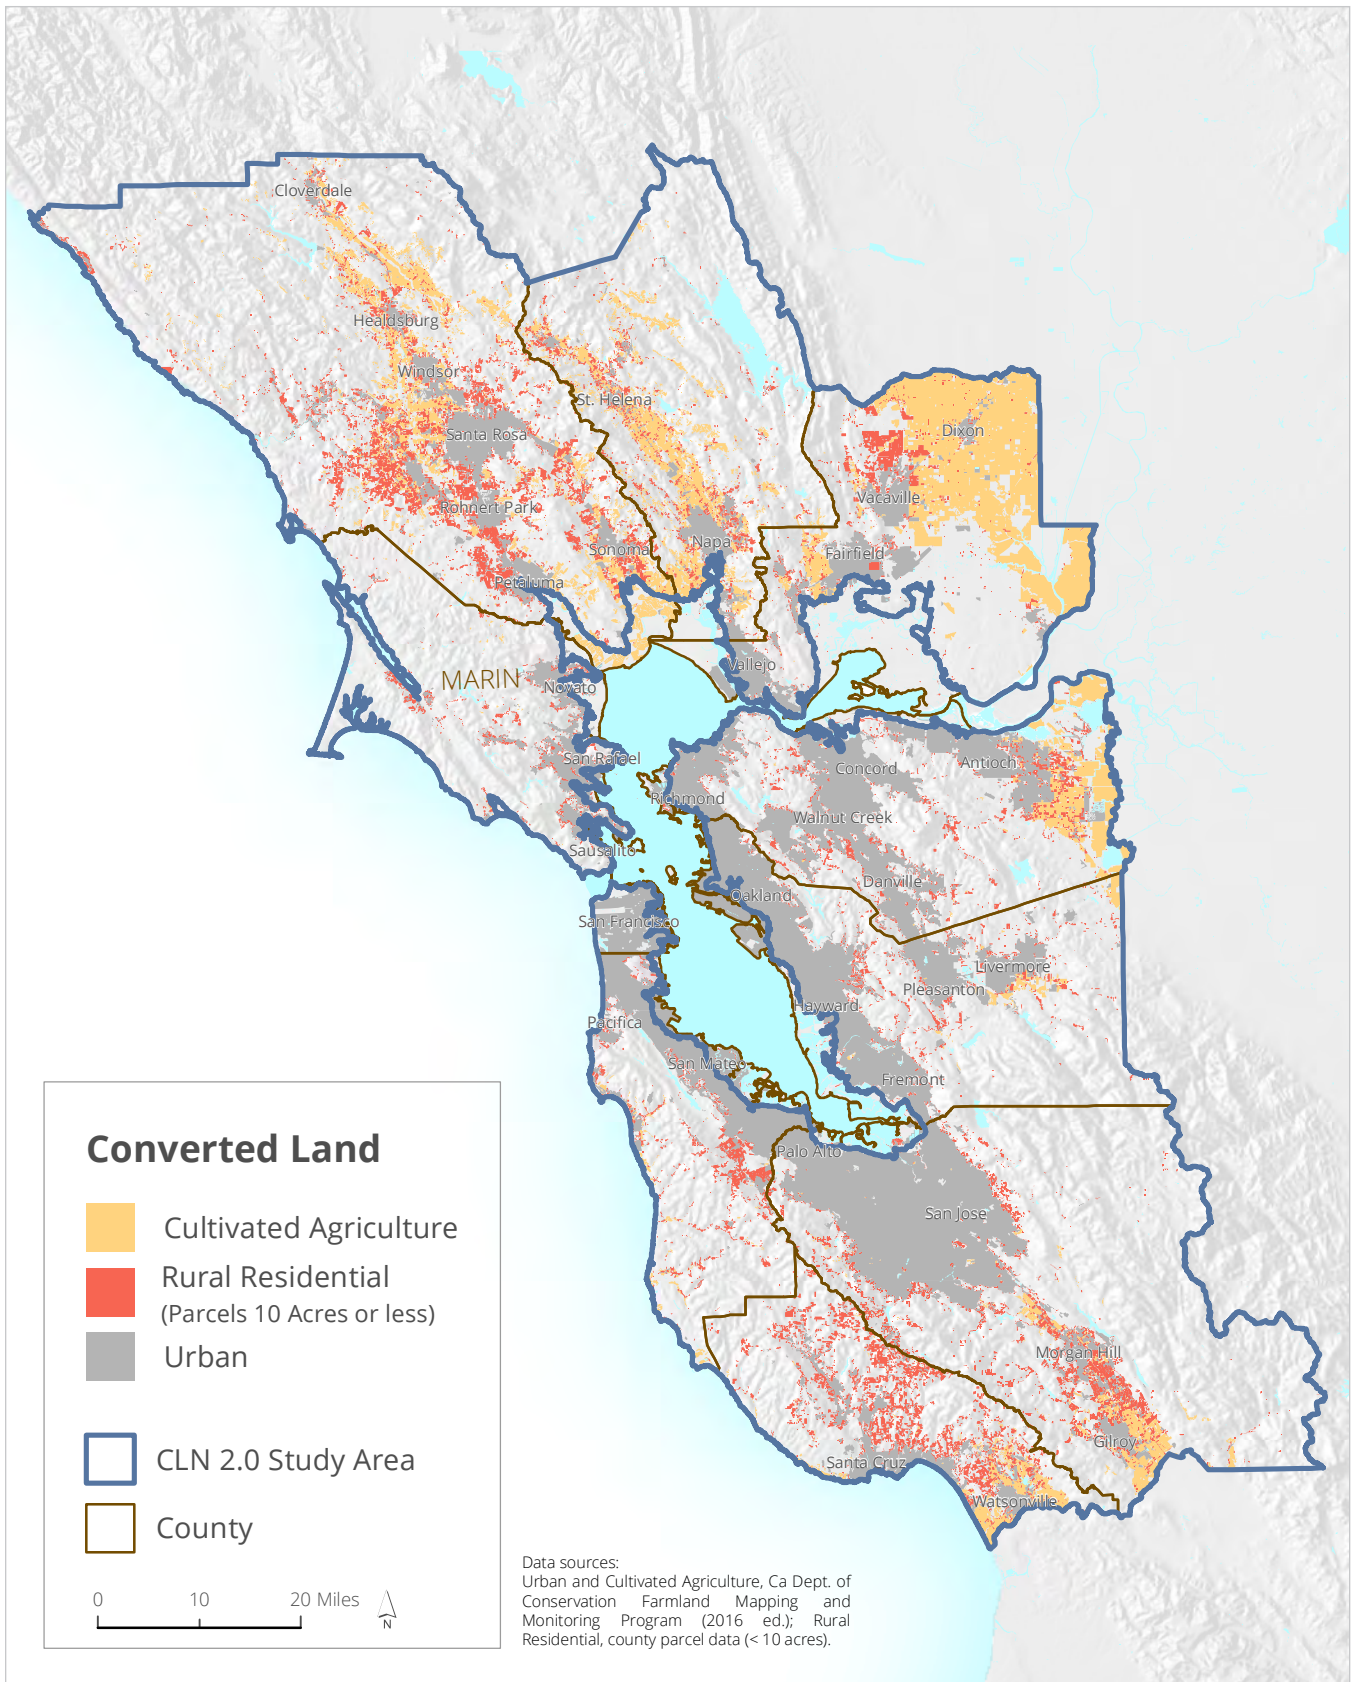 Cloverdale
Healdsburg
Windsor
St. Helena
Santa Rosa
Dixon
Vacaville
Rohnert Park
Sonoma
Napa
Fairfield
Petaluma
Vallejo
MARIN
Novato
San Rafael
Concord
Antioch
Richmond
Walnut Creek
Sausalito
Danville
Oakland
San Francisco
Livermore
Pleasanton
Hayward
Pacifica
San Mateo
Fremont
Palo Alto
San Jose
Morgan Hill
Gilroy
Santa Cruz
Watsonville
Converted Land
Cultivated Agriculture
Rural Residential
(Parcels 10 Acres or less)
Urban
CLN 2.0 Study Area
County
0 10 20 Miles
N
Data sources:
Urban and Cultivated Agriculture, Ca Dept. of
Conservation Farmland Mapping and
Monitoring Program (2016 ed.); Rural
Residential, county parcel data (< 10 acres).